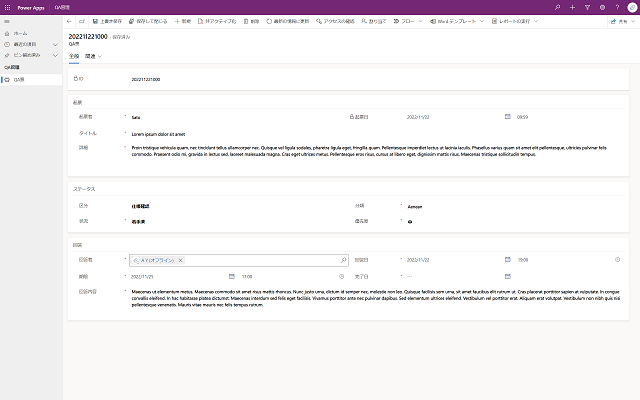 Power Apps QA管理
上書き保存 保存して閉じる 新規 非アクティブ化 削除 最新の情報に更新 アクセスの確認 割り当て フロー Word テンプレート レポートの実行 共有
ホーム
最近の項目
ピン留め済み
QA管理
QA票
202211221000 - 保存済み
QA票
全般 関連
ID 202211221000
起票
起票者 * Sato 起票日 2022/11/22 09:59
タイトル * Lorem ipsum dolor sit amet
詳細 * Proin tristique vehicula quam, nec tincidunt tellus ullamcorper nec. Quisque vel ligula sodales, pharetra ligula eget, fringilla quam. Pellentesque imperdiet lectus at lacinia iaculis. Phasellus varius quam sit amet elit pellentesque, ultricies pulvinar felis
commodo. Praesent odio mi, gravida in lectus sed, laoreet malesuada magna. Cras eget ultrices metus. Pellentesque eros risus, cursus at libero eget, dignissim mattis risus. Maecenas tristique sollicitudin tempus.
ステータス
区分 * 仕様確認 分類 * Aenean
状況 * 優先度 * 中
回答
回答者 * A Y (オフライン) 回答日 * 2022/11/22 15:00
期限 * 2022/11/25 17:00 完了日 * ---
回答内容 * Maecenas ut elementum metus. Maecenas commodo sit amet risus mattis rhoncus. Nunc justo urna, dictum id semper nec, molestie non leo. Quisque facilisis sem urna, sit amet faucibus elit rutrum ut. Cras placerat porttitor sapien at vulputate. In congue
convallis eleifend. In hac habitasse platea dictumst. Maecenas interdum sed felis eget facilisis. Vivamus porttitor ante nec pulvinar dapibus. Sed elementum ultrices eleifend. Vestibulum vel porttitor erat. Aliquam erat volutpat. Vestibulum non nibh quis nisi
pellentesque venenatis. Mauris vitae mauris nec felis tempus rutrum.